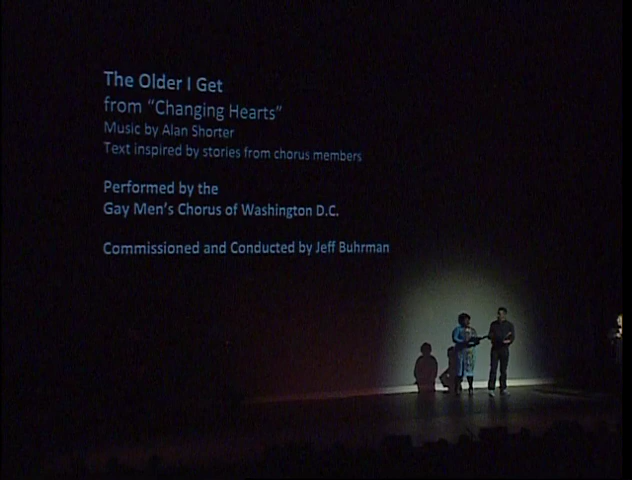 The Older I Get
from “Changing Hearts”
Music by Alan Shorter
Text inspired by stories from chorus members
Performed by the
Gay Men’s Chorus of Washington D.C.
Commissioned and Conducted by Jeff Buhrman